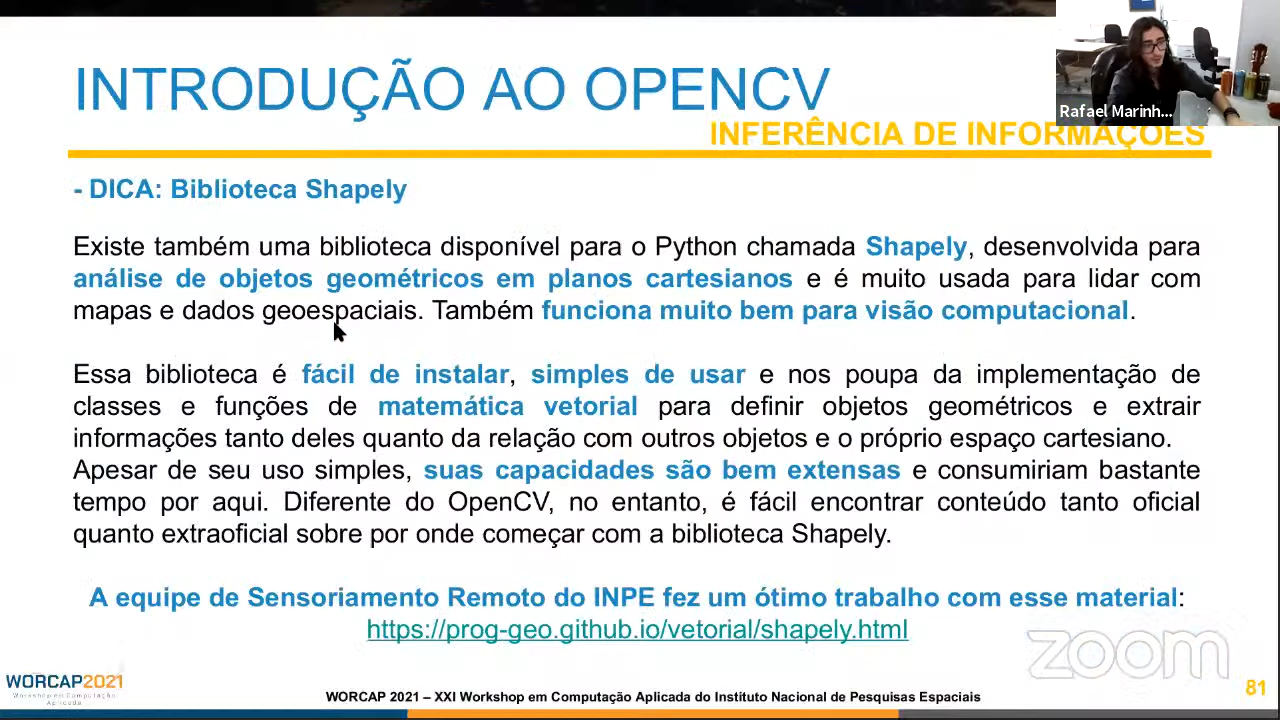 INTRODUÇÃO AO OPENCV
Rafael Marinh...
INFERÊNCIA DE INFORMAÇÕES
- DICA: Biblioteca Shapely
Existe também uma biblioteca disponível para o Python chamada Shapely, desenvolvida para
análise de objetos geométricos em planos cartesianos e é muito usada para lidar com
mapas e dados geoespaciais. Também funciona muito bem para visão computacional.
Essa biblioteca é fácil de instalar, simples de usar e nos poupa da implementação de
classes e funções de matemática vetorial para definir objetos geométricos e extrair
informações tanto deles quanto da relação com outros objetos e o próprio espaço cartesiano.
Apesar de seu uso simples, suas capacidades são bem extensas e consumiriam bastante
tempo por aqui. Diferente do OpenCV, no entanto, é fácil encontrar conteúdo tanto oficial
quanto extraoficial sobre por onde começar com a biblioteca Shapely.
A equipe de Sensoriamento Remoto do INPE fez um ótimo trabalho com esse material:
https://prog-geo.github.io/vetorial/shapely.html
zoom
WORCAP2021
Workshop em Computação
Aplicada
WORCAP 2021 – XXI Workshop em Computação Aplicada do Instituto Nacional de Pesquisas Espaciais
81